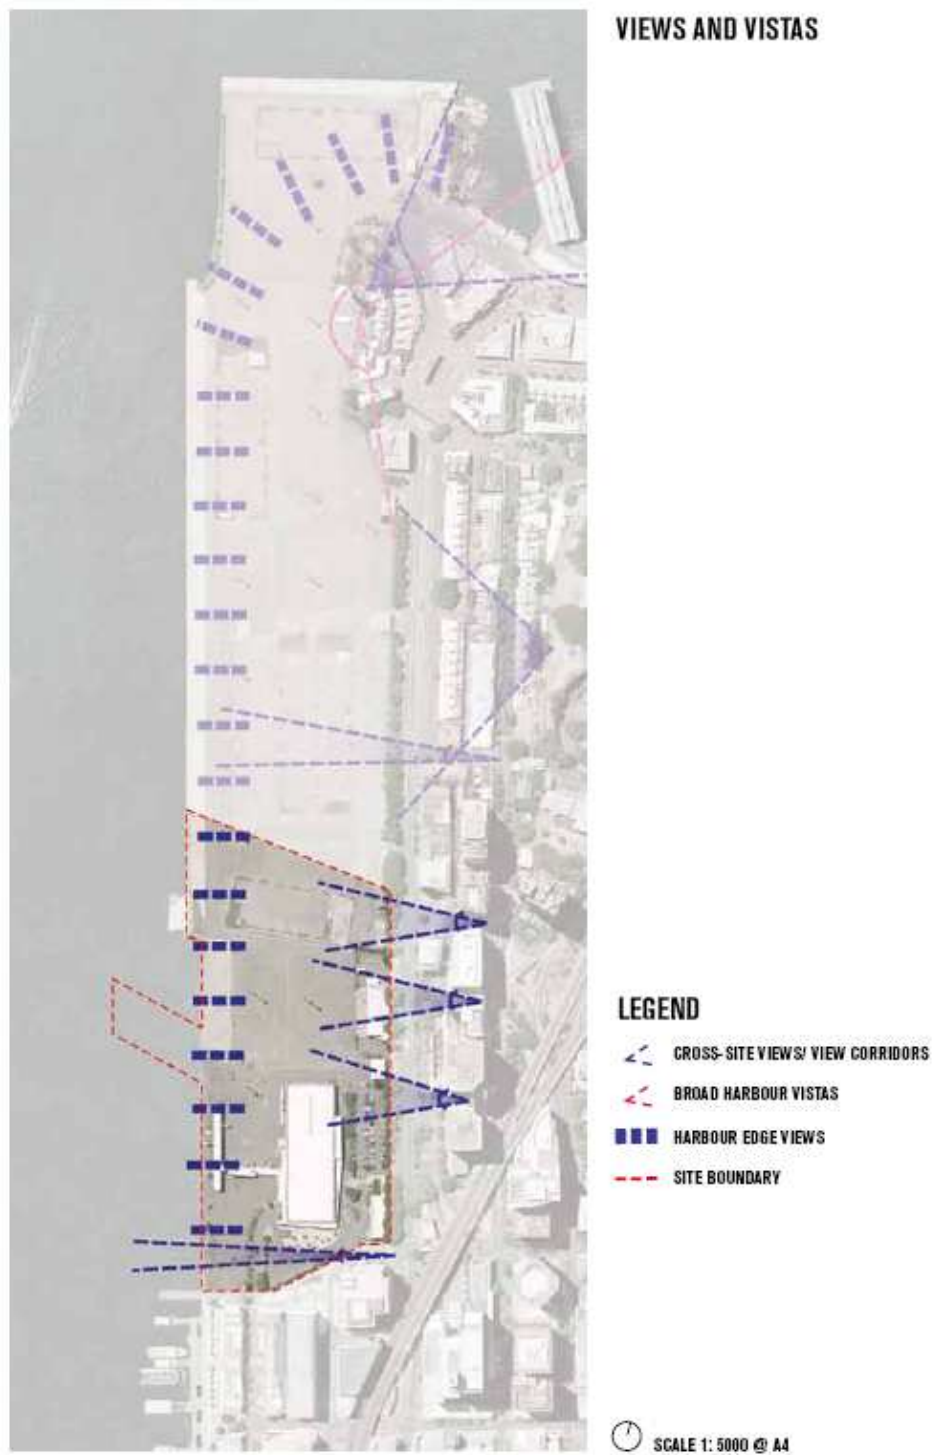 VIEWS AND VISTAS
LEGEND
CROSS-SITE VIEWS/ VIEW CORRIDORS
BROAD HARBOUR VISTAS
HARBOUR EDGE VIEWS
SITE BOUNDARY
SCALE 1: 5000 @ A4